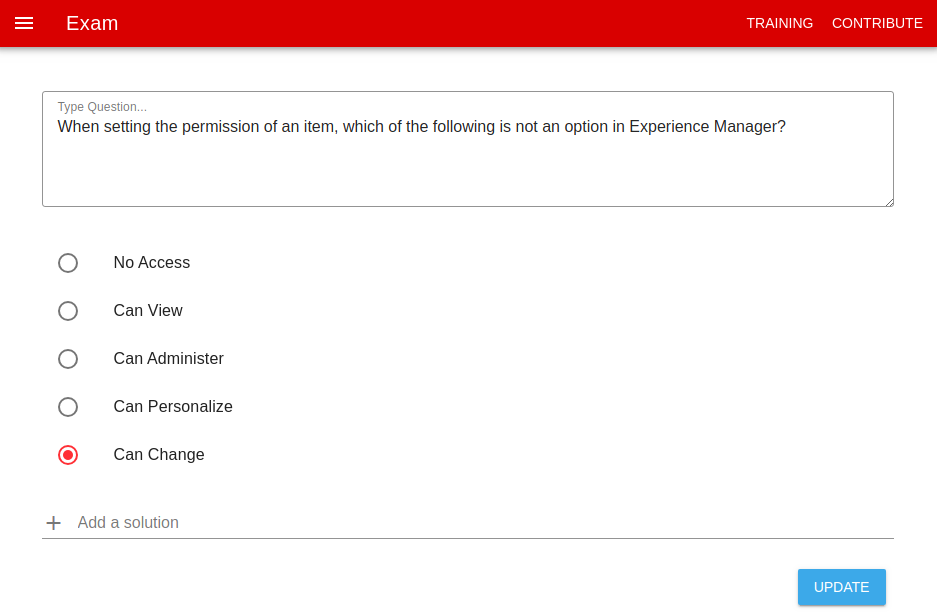 Exam
TRAINING
CONTRIBUTE
Type Question...
When setting the permission of an item, which of the following is not an option in Experience Manager?
No Access
Can View
Can Administer
Can Personalize
Can Change
Add a solution
UPDATE